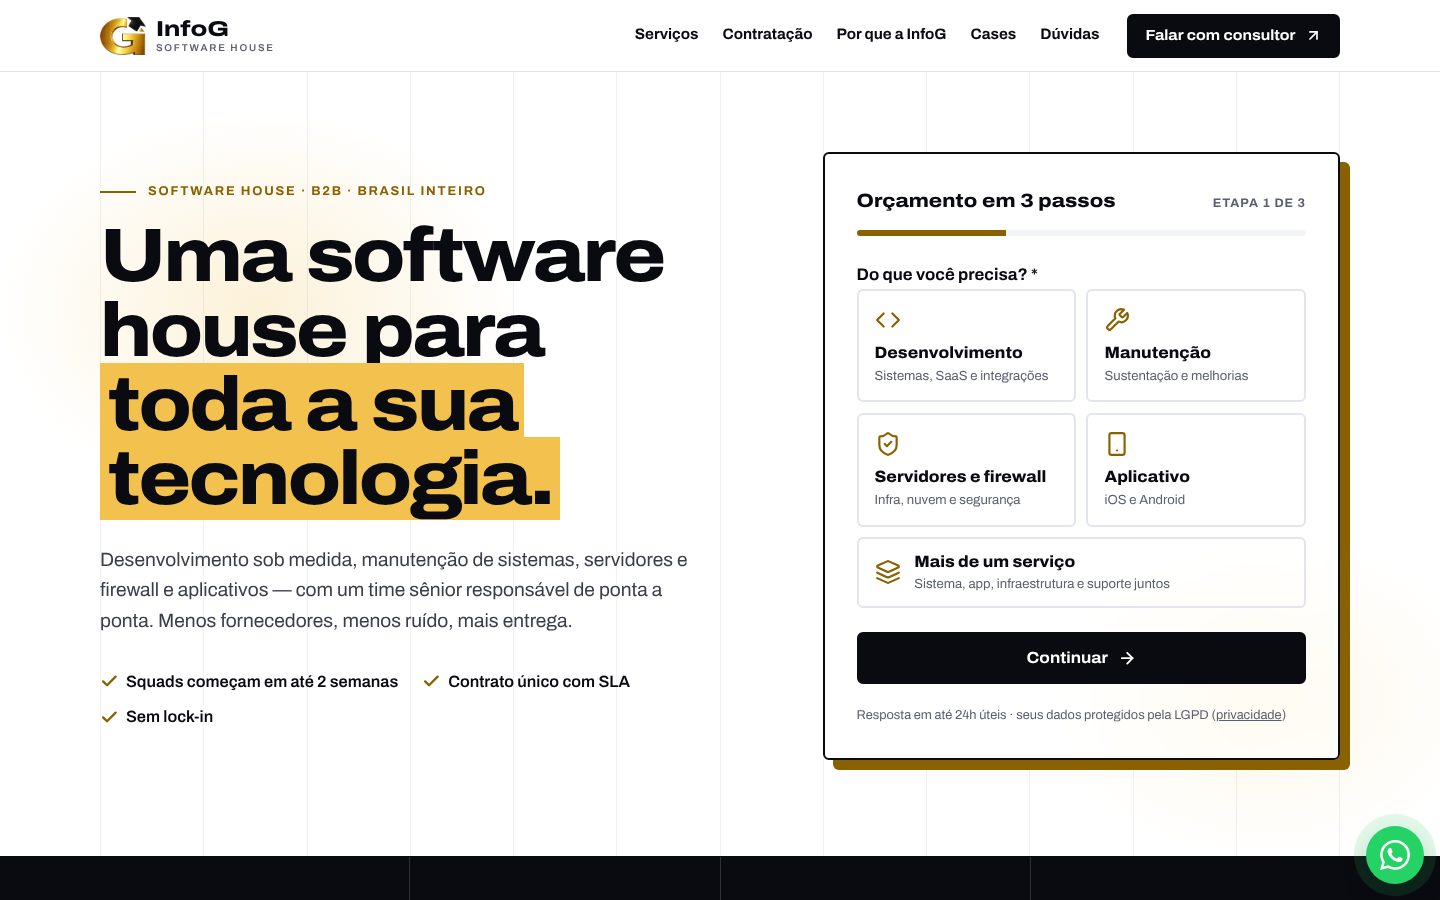 InfoG
SOFTWARE HOUSE
Serviços
Contratação
Por que a InfoG
Cases
Dúvidas
Falar com consultor
SOFTWARE HOUSE · B2B · BRASIL INTEIRO
Uma software
house para
toda a sua
tecnologia.
Desenvolvimento sob medida, manutenção de sistemas, servidores e
firewall e aplicativos — com um time sênior responsável de ponta a
ponta. Menos fornecedores, menos ruído, mais entrega.
Squads começam em até 2 semanas
Contrato único com SLA
Sem lock-in
Orçamento em 3 passos
ETAPA 1 DE 3
Do que você precisa? *
Desenvolvimento
Sistemas, SaaS e integrações
Manutenção
Sustentação e melhorias
Servidores e firewall
Infra, nuvem e segurança
Aplicativo
iOS e Android
Mais de um serviço
Sistema, app, infraestrutura e suporte juntos
Continuar
Resposta em até 24h úteis · seus dados protegidos pela LGPD (privacidade)